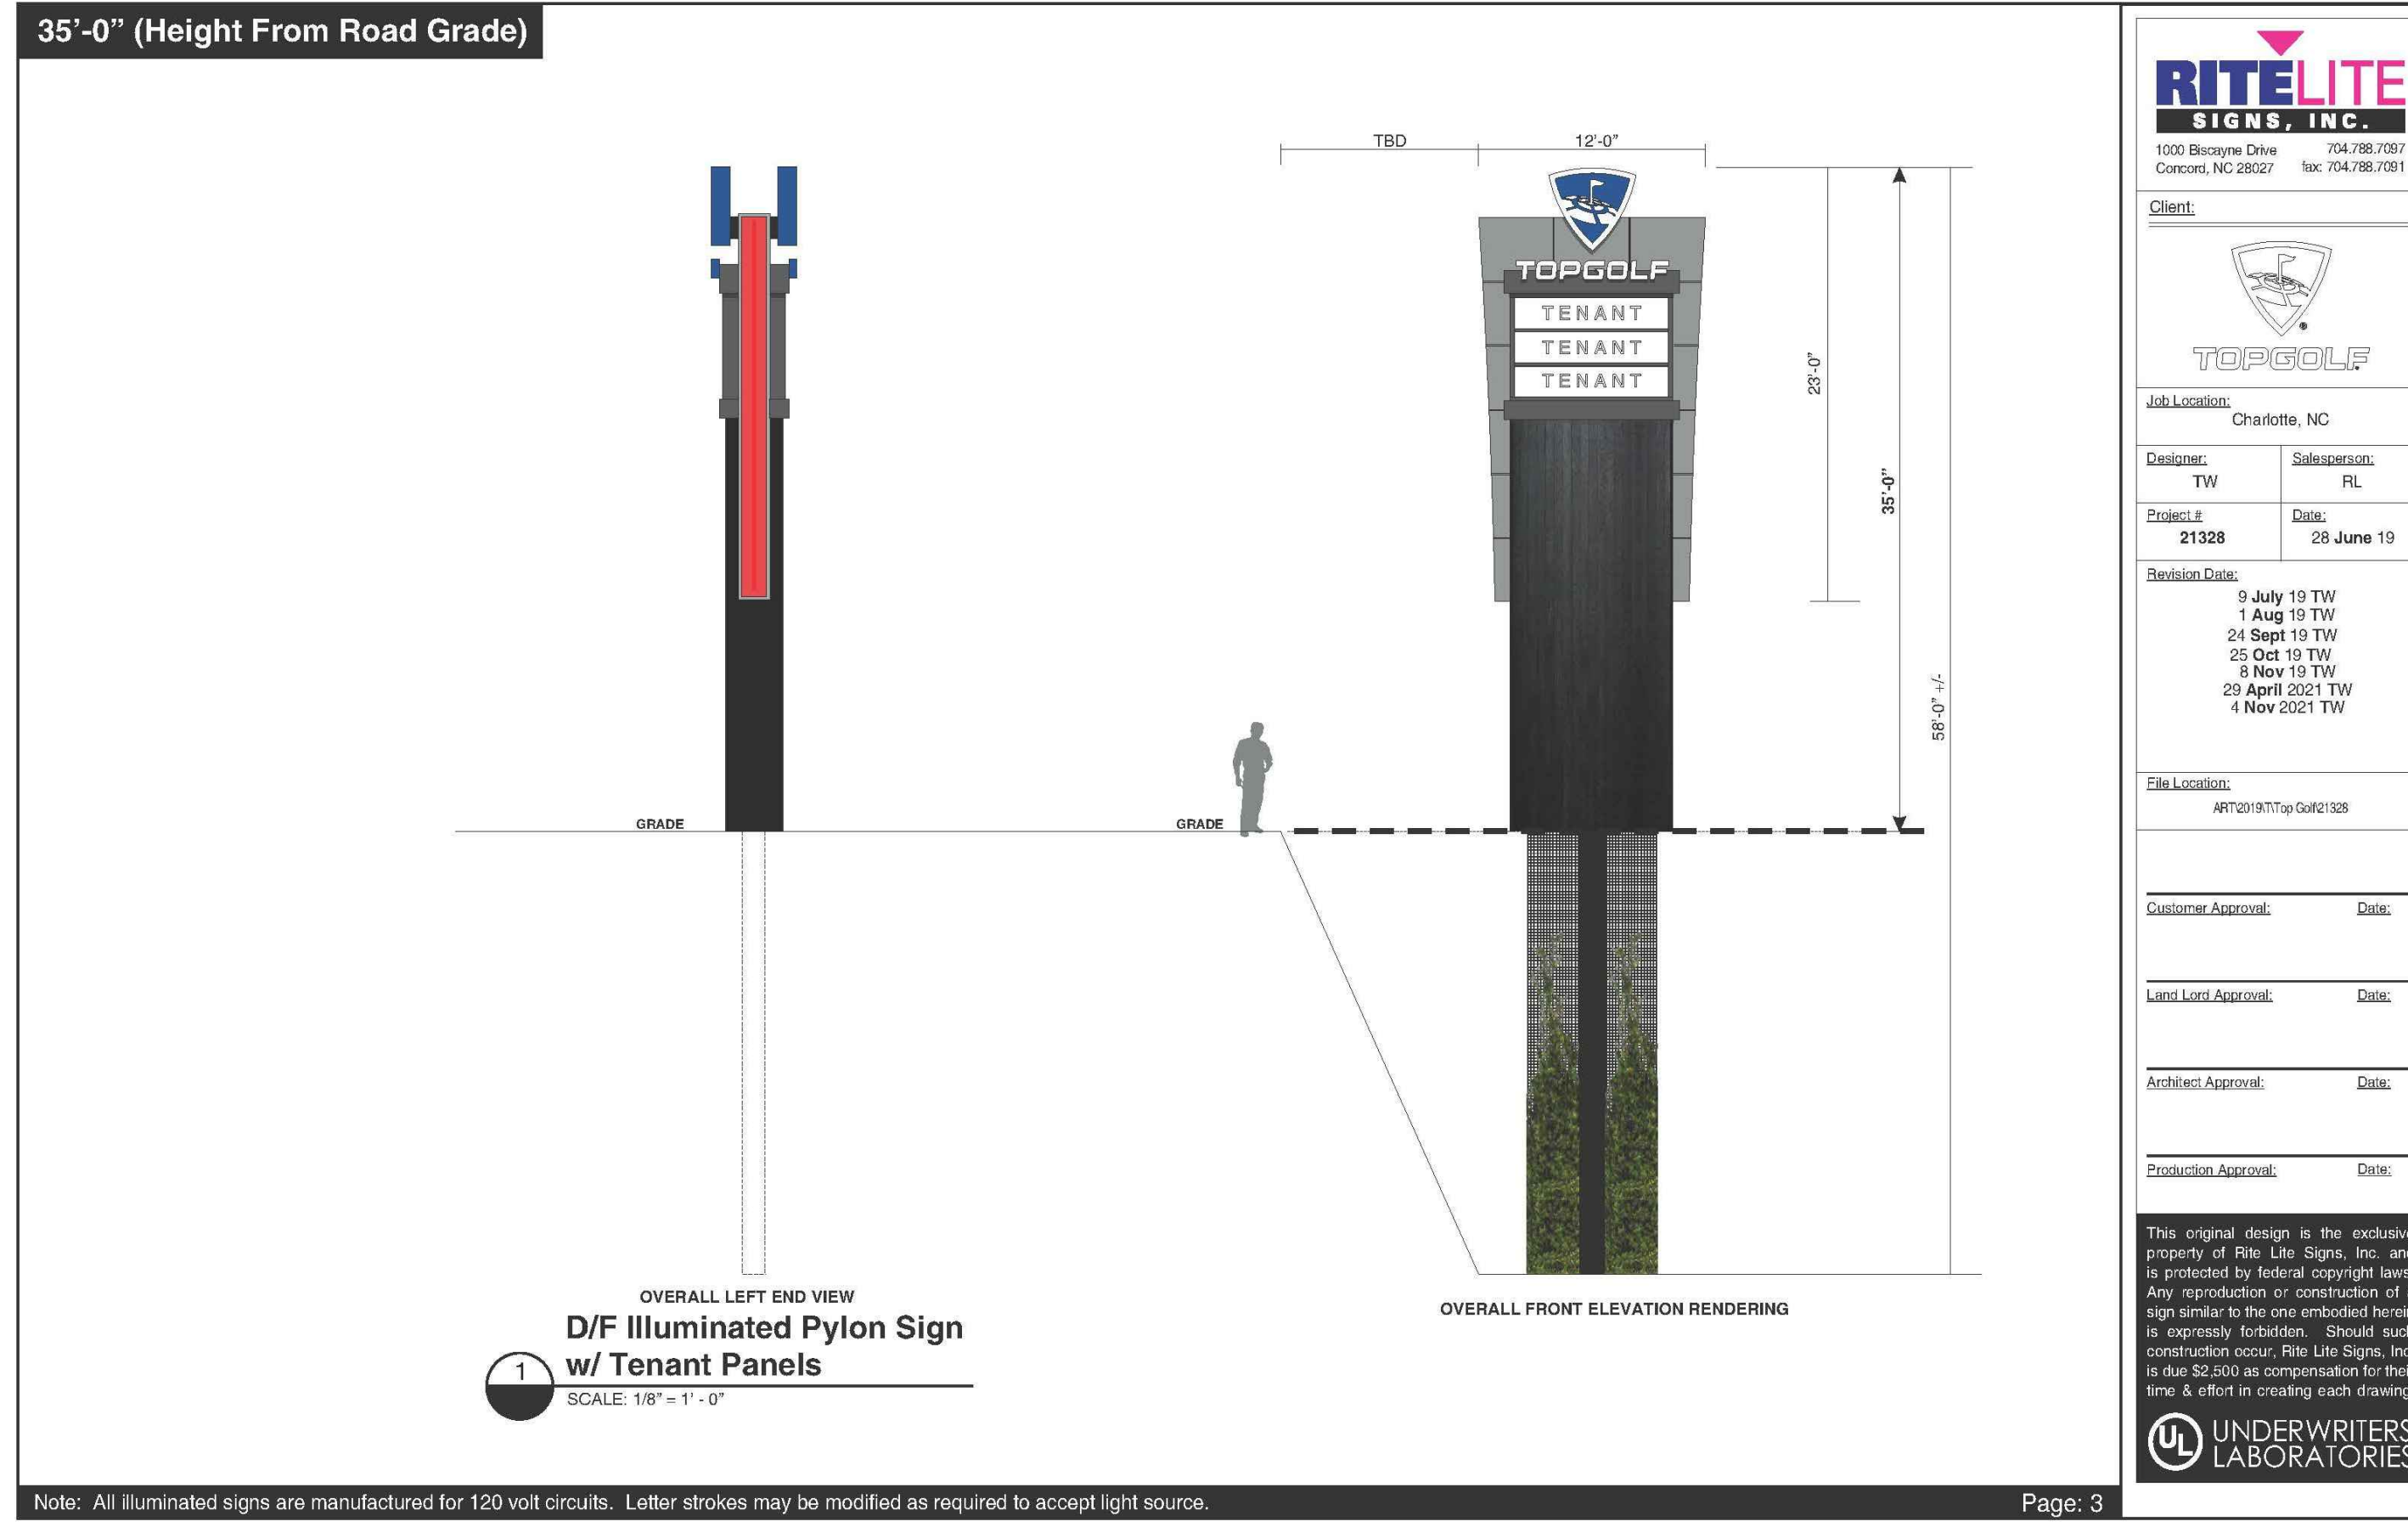 35’-0” (Height From Road Grade)
TBD
12’-0”
TOPGOLF
TENANT
TENANT
TENANT
23’-0”
35’-0”
58’-0” +/-
GRADE
GRADE
OVERALL LEFT END VIEW
D/F Illuminated Pylon Sign
w/ Tenant Panels
1
SCALE: 1/8” = 1’ - 0”
OVERALL FRONT ELEVATION RENDERING
Note: All illuminated signs are manufactured for 120 volt circuits. Letter strokes may be modified as required to accept light source.
Page: 3
RITELITE
SIGNS, INC.
1000 Biscayne Drive 704.788.7097
Concord, NC 28027 fax: 704.788.7091
Client:
TOPGOLF
Job Location:
Charlotte, NC
Designer: Salesperson:
TW RL
Project # Date:
21328 28 June 19
Revision Date:
9 July 19 TW
1 Aug 19 TW
24 Sept 19 TW
25 Oct 19 TW
8 Nov 19 TW
29 April 2021 TW
4 Nov 2021 TW
File Location:
ART\2019\T\Top Golf\21328
Customer Approval: Date:
Land Lord Approval: Date:
Architect Approval: Date:
Production Approval: Date:
This original design is the exclusive
property of Rite Lite Signs, Inc. and
is protected by federal copyright laws.
Any reproduction or construction of
sign similar to the one embodied herein
is expressly forbidden. Should such
construction occur, Rite Lite Signs, Inc.
is due $2,500 as compensation for their
time & effort in creating each drawing.
UL UNDERWRITERS
LABORATORIES